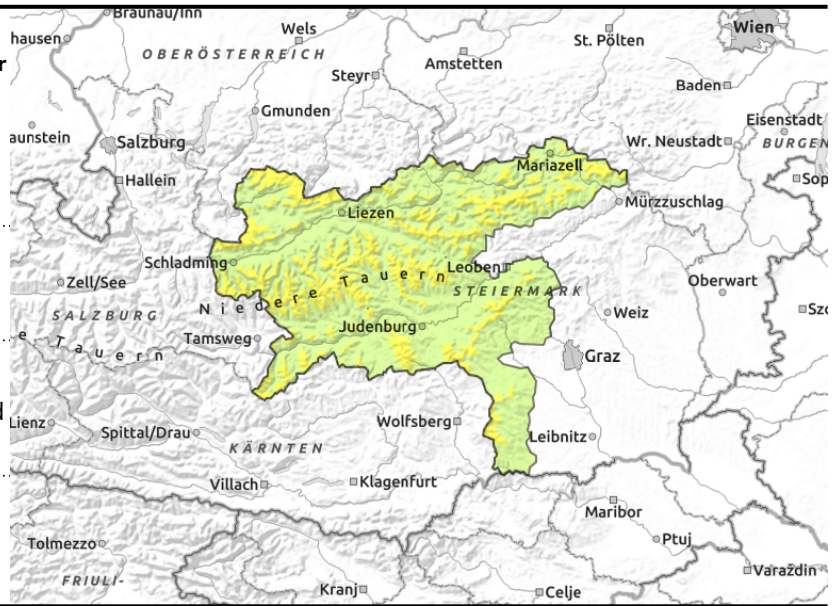 Braunau/Inn
hausen
Wels
Wien
OBERÖSTERREICH
St. Pölten
Amstetten
Steyr
Baden
Gmunden
Eisenstadt
aunstein
Salzburg
Wr. Neustadt
BURGEN
Mariazell
Hallein
Sop
Mürzzuschlag
Liezen
Schladming
Leoben
Zell/See
Niedere Tauern
STEIERMARK
Oberwart
SALZBURG
Weiz
Szo
Judenburg
Tamsweg
e Tauern
Graz
Lienz
Wolfsberg
Spittal/Drau
Leibnitz
KÄRNTEN
Villach
Klagenfurt
Maribor
Tolmezzo
Ptuj
Varaždin
FRIULI-
Kranj
Celje